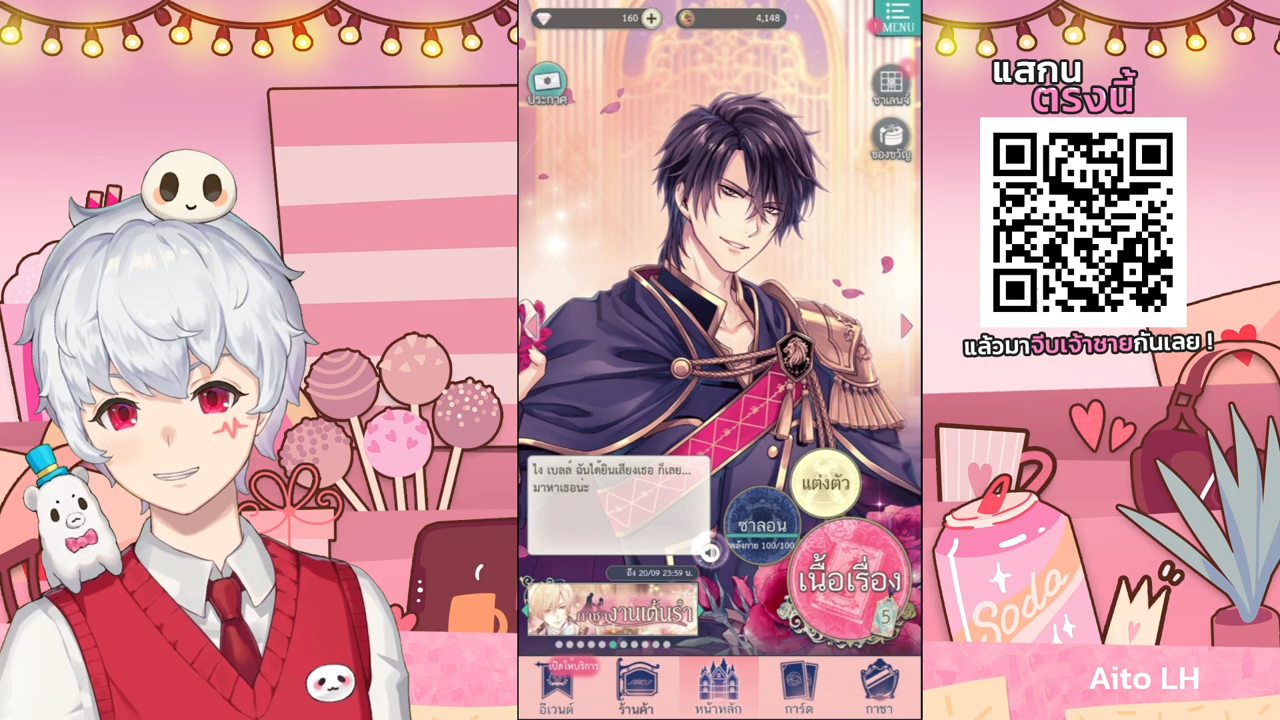 160
4,148
MENU
ประกาศ
ชาเลนจ์
ของขวัญ
แสกน
ตรงนี้
แล้วมาจีบเจ้าชายกันเลย !
ไง เบลล์ ฉันได้ยินเสียงเธอ ก็เลย...
มาหาเธอน่ะ
แต่งตัว
ซาลอน
พลังกาย 100/100
เนื้อเรื่อง
5
ถึง 20/09 23:59 น.
กาชางานเต้นรำ
เปิดให้บริการ
อีเวนต์
ร้านค้า
หน้าหลัก
การ์ด
กาชา
Soda
Aito LH